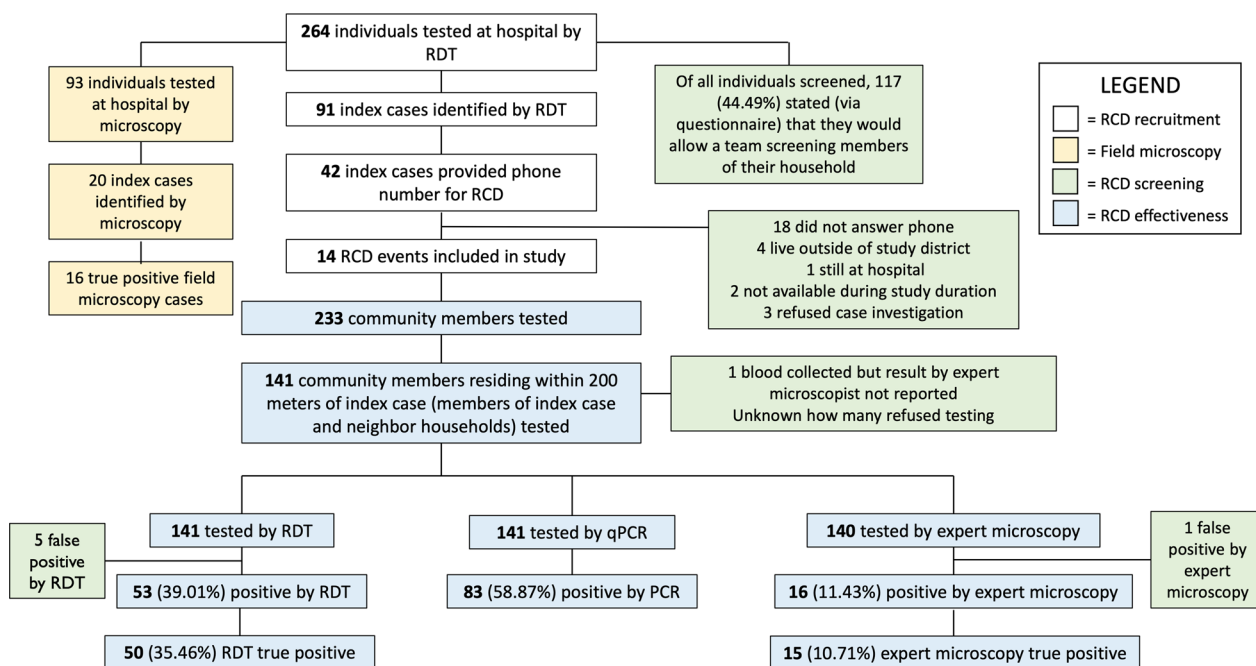 264 individuals tested at hospital by
RDT
93 individuals tested
at hospital by
microscopy
91 index cases identified by RDT
Of all individuals screened, 117
(44.49%) stated (via
questionnaire) that they would
allow a team screening members
of their household
LEGEND
= RCD recruitment
= Field microscopy
= RCD screening
= RCD effectiveness
42 index cases provided phone
number for RCD
20 index cases
identified by
microscopy
14 RCD events included in study
18 did not answer phone
4 live outside of study district
1 still at hospital
2 not available during study duration
3 refused case investigation
16 true positive field
microscopy cases
233 community members tested
141 community members residing within 200
meters of index case (members of index case
and neighbor households) tested
1 blood collected but result by expert
microscopist not reported
Unknown how many refused testing
141 tested by RDT
141 tested by qPCR
140 tested by expert microscopy
5 false
positive
by RDT
1 false
positive by
expert
microscopy
53 (39.01%) positive by RDT
83 (58.87%) positive by PCR
16 (11.43%) positive by expert microscopy
50 (35.46%) RDT true positive
15 (10.71%) expert microscopy true positive